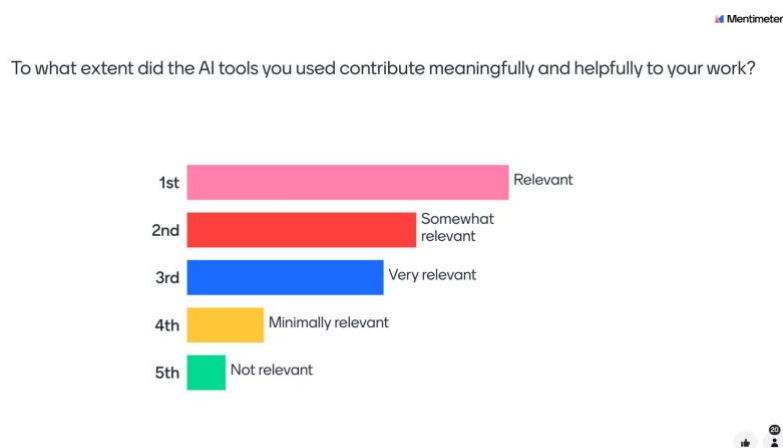 Mentimeter
To what extent did the AI tools you used contribute meaningfully and helpfully to your work?
1st
Relevant
2nd
Somewhat
relevant
3rd
Very relevant
4th
Minimally relevant
5th
Not relevant
20